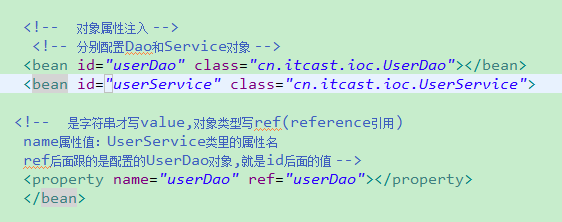 <!-- 对象属性注入 -->
<!-- 分别配置Dao和Service对象 -->
<bean id="userDao" class="cn.itcast.ioc.UserDao"></bean>
<bean id="userService" class="cn.itcast.ioc.UserService">
<!-- 是字符串才写value,对象类型写ref(reference引用)
name属性值: UserService类里的属性名
ref后面跟的是配置的UserDao对象,就是id后面的值 -->
<property name="userDao" ref="userDao"></property>
</bean>